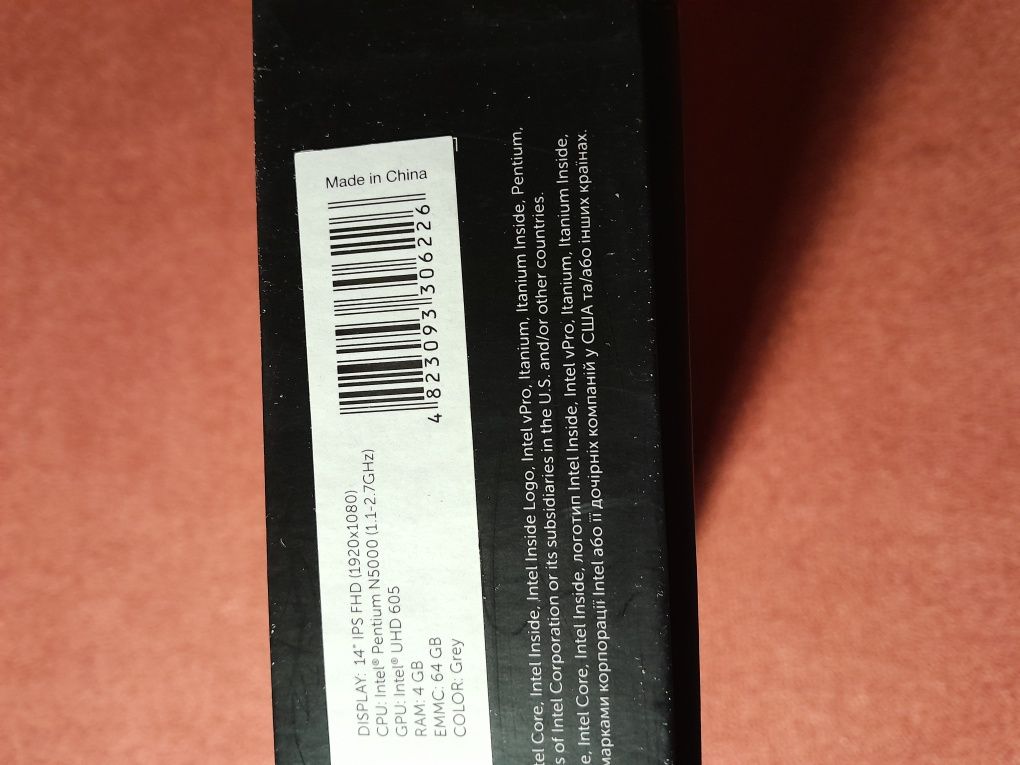 DISPLAY: 14" IPS FHD (1920x1080)
CPU: Intel® Pentium N5000 (1.1-2.7GHz)
GPU: Intel® UHD 605
RAM: 4 GB
EMMC: 64 GB
COLOR: Grey
Made in China
4 823093 306226
Core, Intel Inside, Intel Inside Logo, Intel vPro, Itanium, Itanium Inside, Pentium,
of Intel Corporation or its subsidiaries in the U.S. and/or other countries.
Intel Core, Intel Inside, логотип Intel Inside, Intel vPro, Itanium, Itanium Inside,
марками корпорації Intel або її дочірніх компаній у США та/або інших країнах.